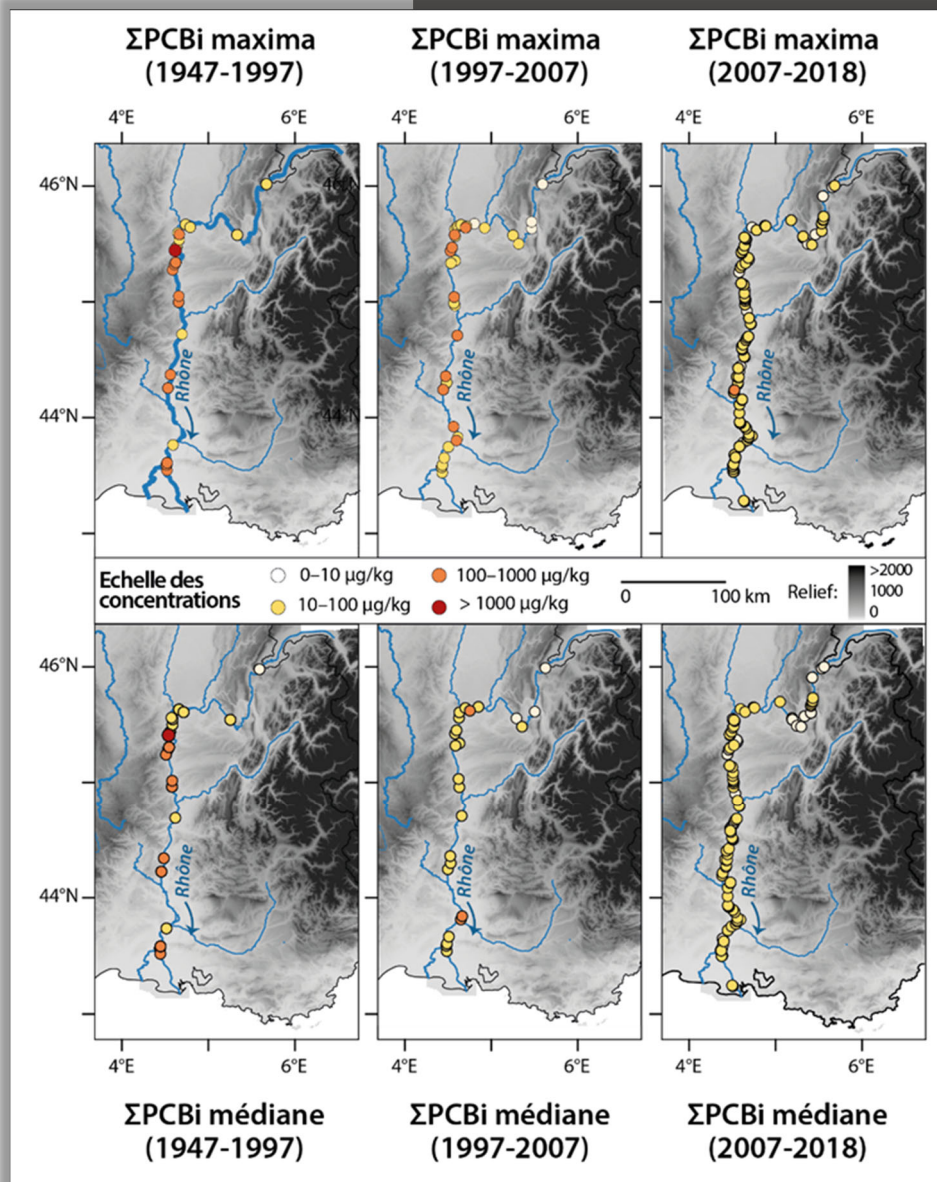 ΣPCBi maxima
(1947-1997)
ΣPCBi maxima
(1997-2007)
ΣPCBi maxima
(2007-2018)
4°E 6°E 4°E 6°E 4°E 6°E
46°N
44°N
Rhône
Rhône
44°N
Rhône
Echelle des
concentrations
0–10 µg/kg
10–100 µg/kg
100–1000 µg/kg
> 1000 µg/kg
0 100 km
Relief:
>2000
1000
0
46°N
44°N
Rhône
Rhône
Rhône
4°E 6°E 4°E 6°E 4°E 6°E
ΣPCBi médiane
(1947-1997)
ΣPCBi médiane
(1997-2007)
ΣPCBi médiane
(2007-2018)